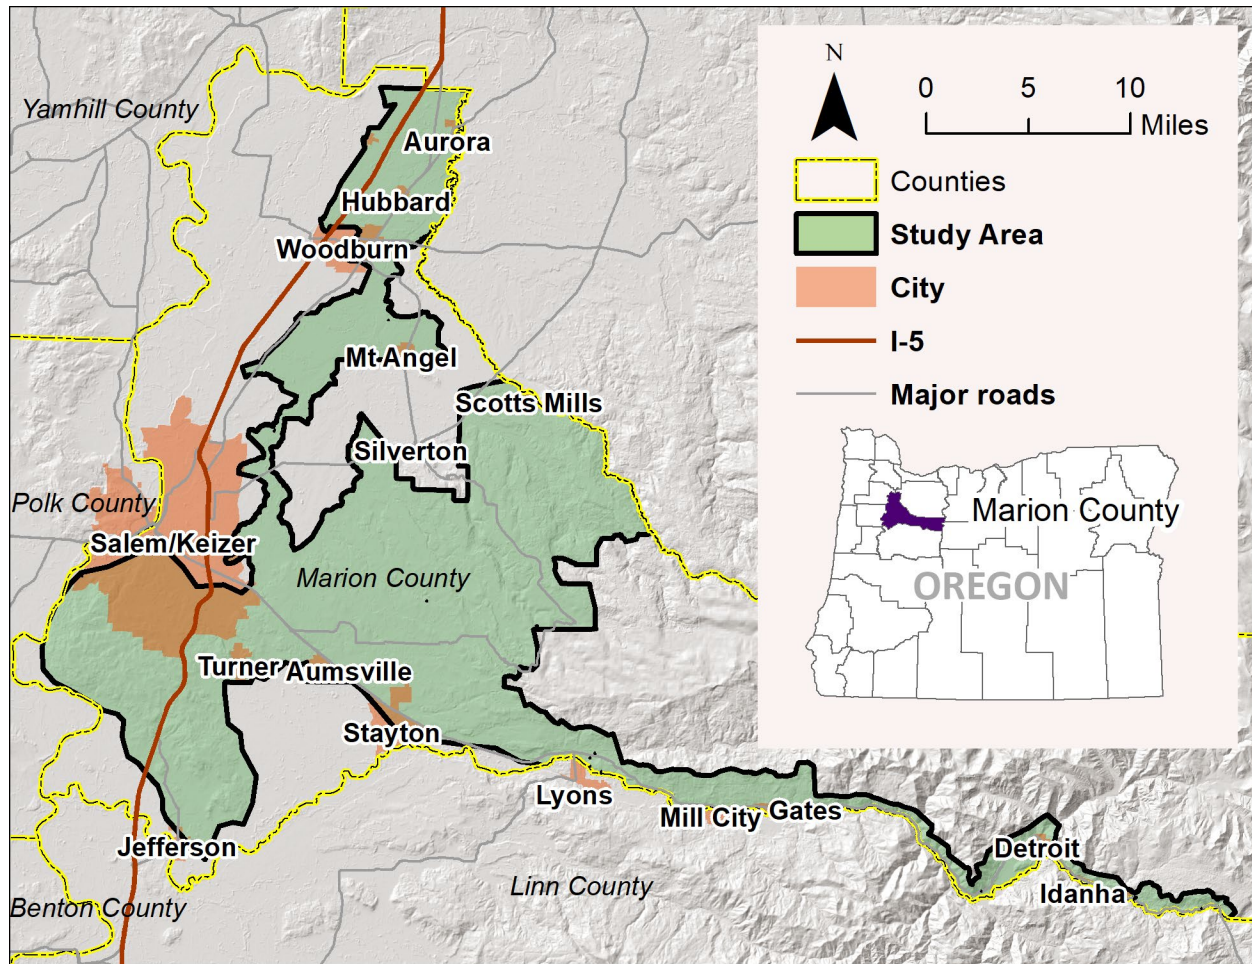 Yamhill County
Aurora
Hubbard
Woodburn
Mt Angel
Scotts Mills
Silverton
Polk County
Salem/Keizer
Marion County
Turner
Aumsville
Stayton
Lyons
Mill City
Gates
Jefferson
Detroit
Idanha
Linn County
Benton County
N
0 5 10
Miles
Counties
Study Area
City
I-5
Major roads
Marion County
OREGON